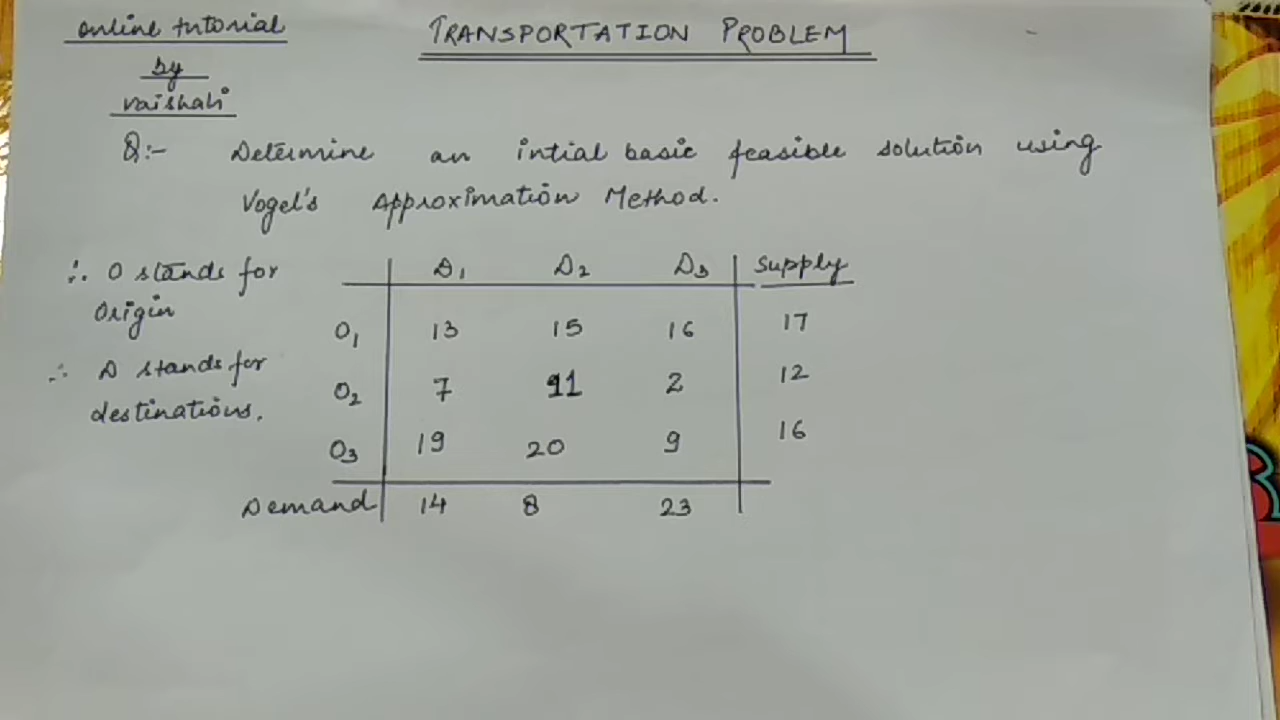 online tutorial
by
vaishali
TRANSPORTATION PROBLEM
Q:- Determine an intial basic feasible solution using
Vogel's Approximation Method.
∴ O stands for
Origin
∴ D stands for
destinations.
D1 D2 D3 Supply
O1 13 15 16 17
O2 7 11 2 12
O3 19 20 9 16
Demand 14 8 23